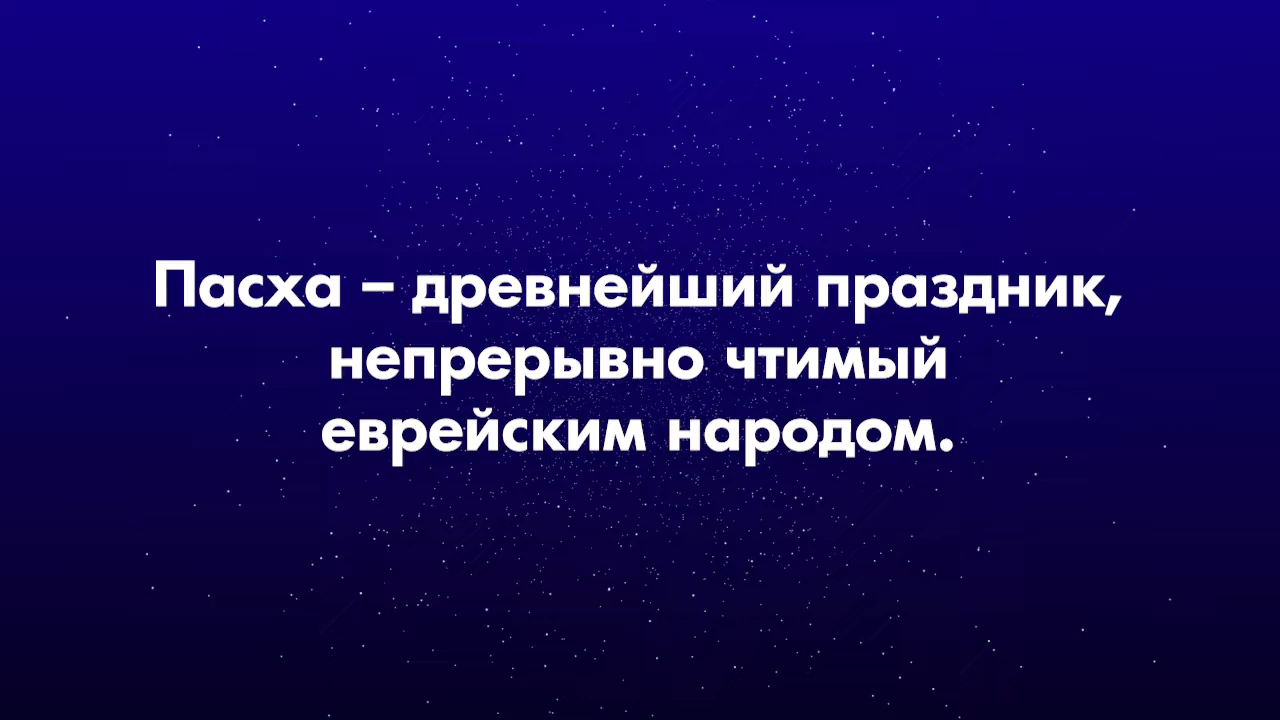 Пасха – древнейший праздник,
непрерывно чтимый
еврейским народом.